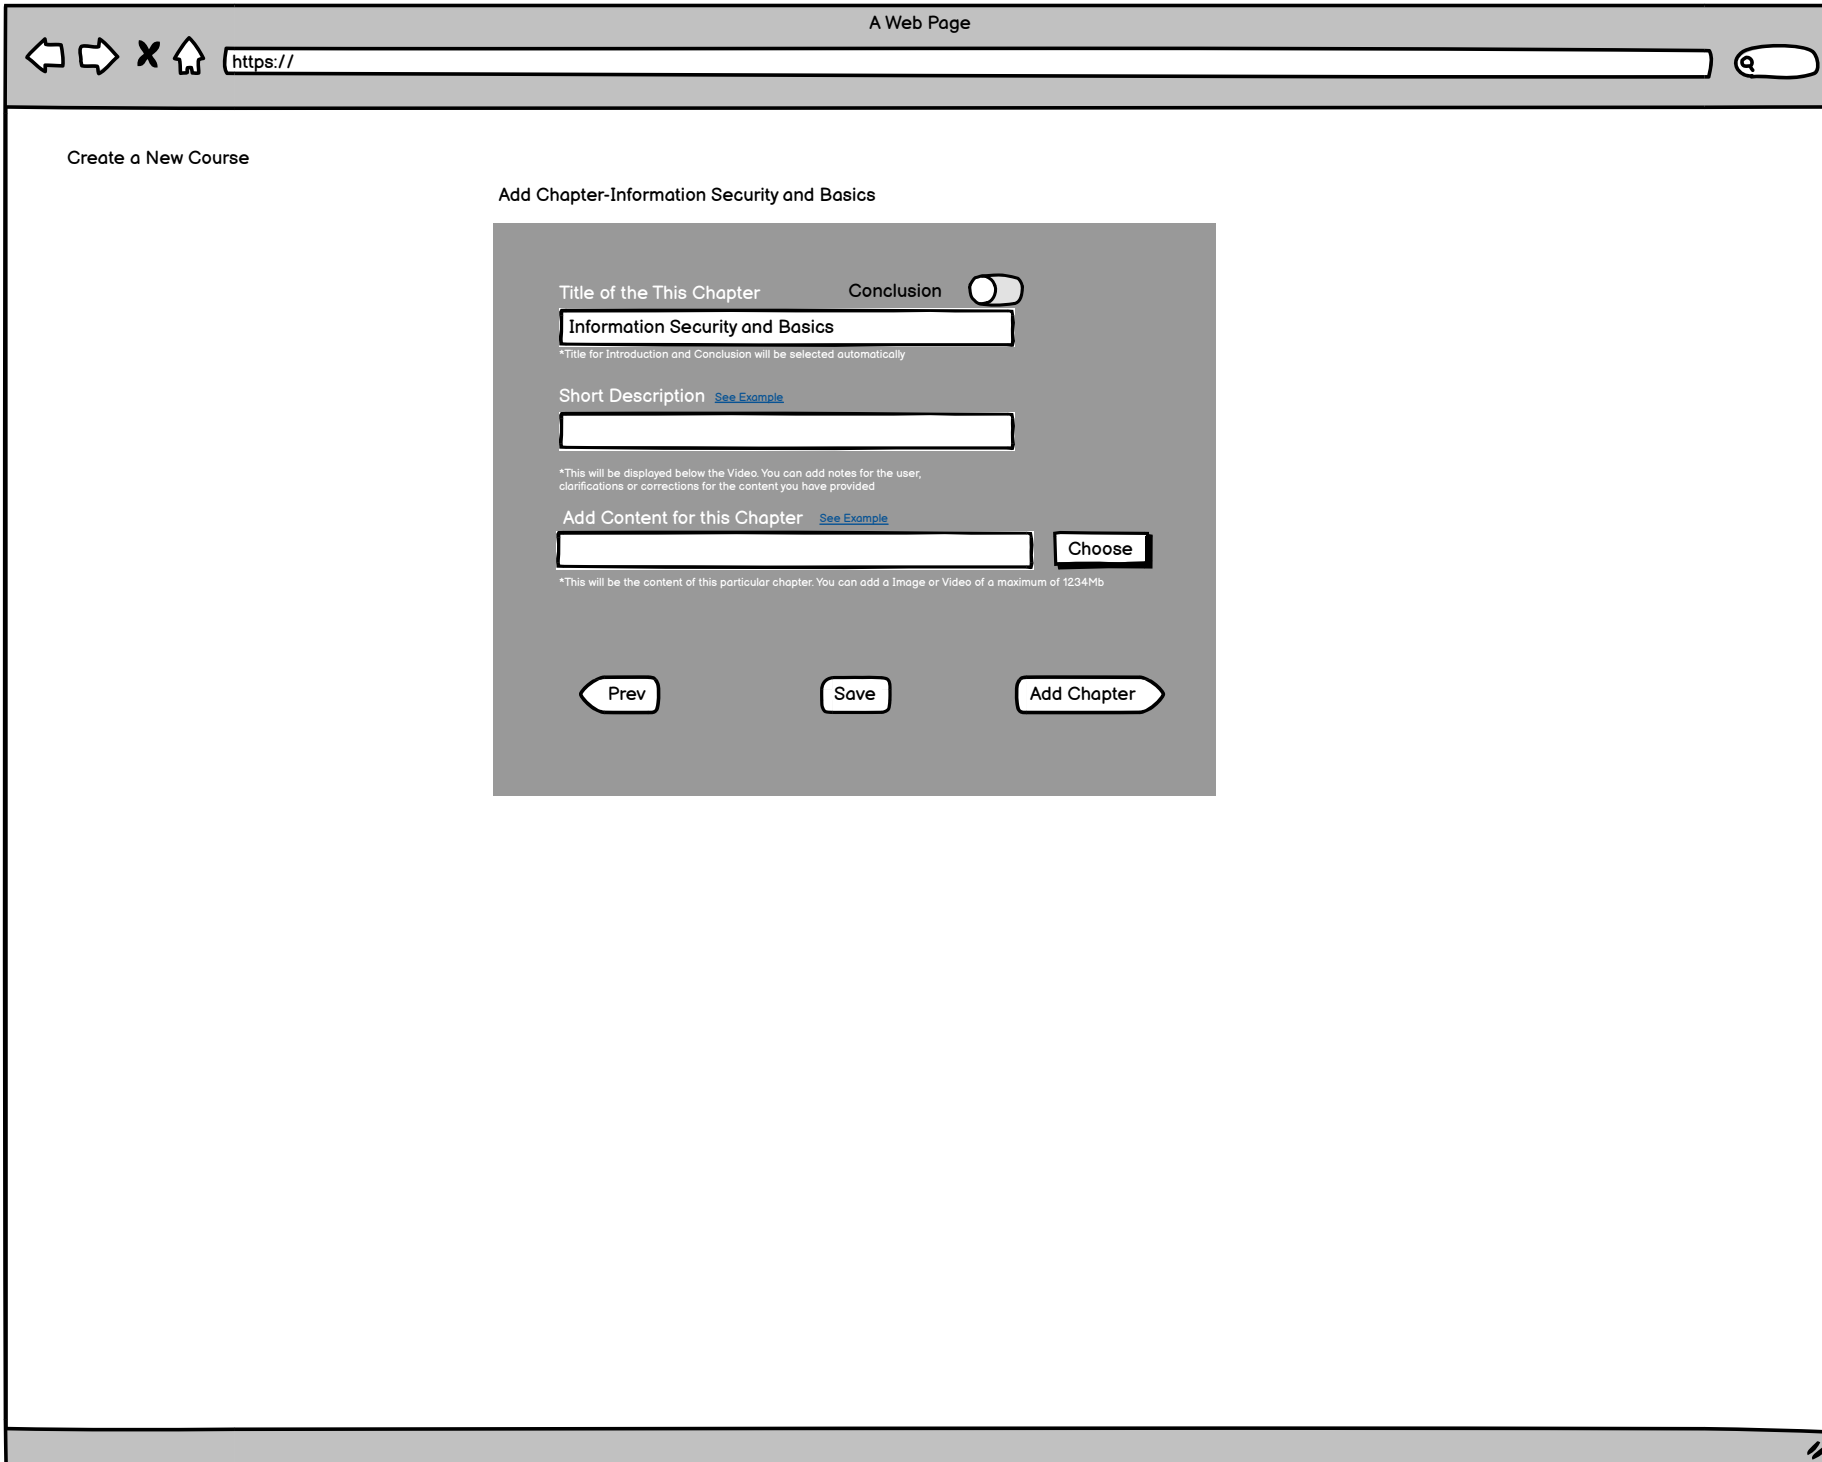 A Web Page
https://
Create a New Course
Add Chapter-Information Security and Basics
Title of the This Chapter
Conclusion
Information Security and Basics
*Title for Introduction and Conclusion will be selected automatically
Short Description See Example
*This will be displayed below the Video. You can add notes for the user,
clarifications or corrections for the content you have provided
Add Content for this Chapter See Example
Choose
*This will be the content of this particular chapter. You can add a Image or Video of a maximum of 1234Mb
Prev
Save
Add Chapter